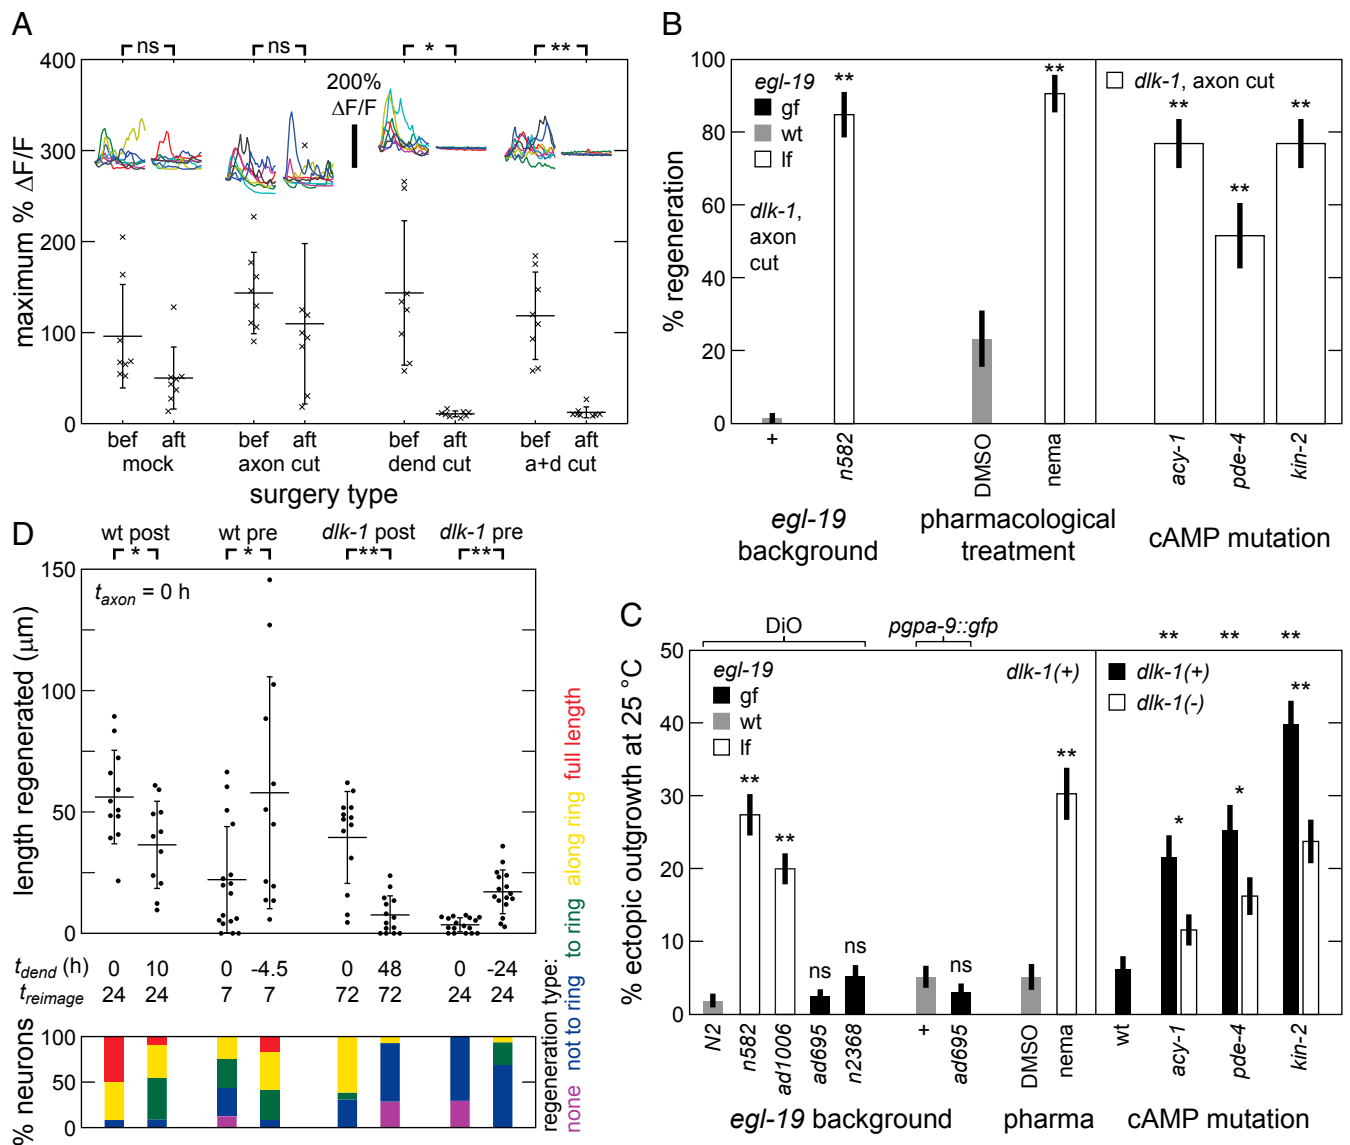 A
ns
ns
*
**
400
300
200
100
0
maximum % ΔF/F
200%
ΔF/F
bef aft bef aft bef aft bef aft
mock axon cut dend cut a+d cut
surgery type
B
100
80
60
40
20
0
% regeneration
egl-19
gf
wt
lf
dlk-1,
axon
cut
**
**
dlk-1, axon cut
**
**
**
+
n582
DMSO
nema
acy-1
pde-4
kin-2
egl-19
background
pharmacological
treatment
cAMP mutation
D
wt post wt pre dlk-1 post dlk-1 pre
* * ** **
150
100
50
0
length regenerated (μm)
taxon = 0 h
tdend (h) 0 10 0 -4.5 0 48 0 -24
treimage 24 24 7 7 72 72 24 24
100
50
0
% neurons
regeneration type:
none not to ring to ring along ring full length
C
DiO
pgpa-9::gfp
50
40
30
20
10
0
% ectopic outgrowth at 25 °C
egl-19
gf
wt
lf
dlk-1(+)
**
**
ns
ns
ns
**
** ** **
dlk-1(+)
dlk-1(-)
*
*
**
N2
n582
ad1006
ad695
n2368
+
ad695
DMSO
nema
wt
acy-1
pde-4
kin-2
egl-19 background
pharma
cAMP mutation